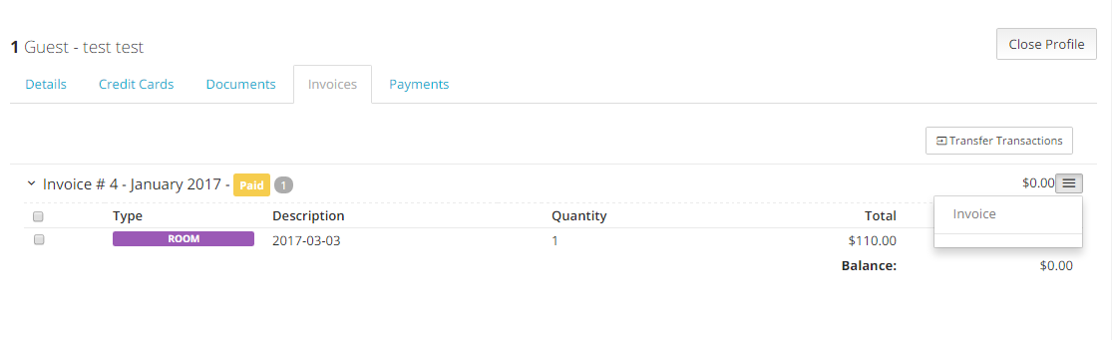 1 Guest - test test
Close Profile
Details Credit Cards Documents Invoices Payments
Transfer Transactions
Invoice # 4 - January 2017 - Paid 1 $0.00
Type Description Quantity Total
Invoice
ROOM 2017-03-03 1 $110.00
Balance: $0.00